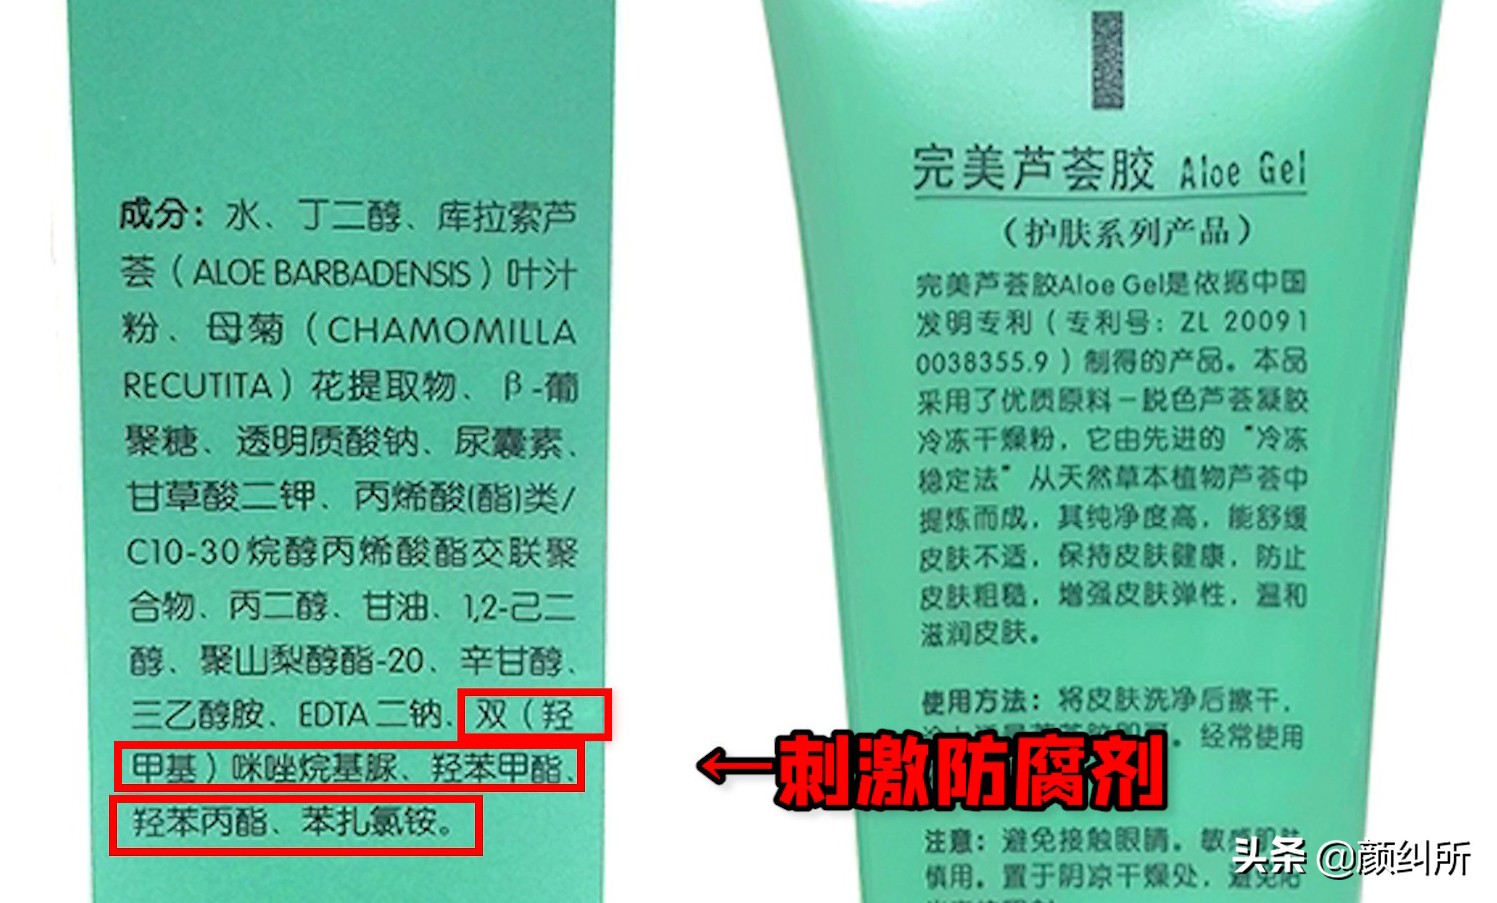 成分：水、丁二醇、库拉索芦
荟（ALOE BARBADENSIS）叶汁
粉、母菊（CHAMOMILLA
RECUTITA）花提取物、β-葡
聚糖、透明质酸钠、尿囊素、
甘草酸二钾、丙烯酸(酯)类/
C10-30烷醇丙烯酸酯交联聚
合物、丙二醇、甘油、1,2-己二
醇、聚山梨醇酯-20、辛甘醇、
三乙醇胺、EDTA二钠、双（羟
甲基）咪唑烷基脲、羟苯甲酯、
羟苯丙酯、苯扎氯铵。
←刺激防腐剂
完美芦荟胶 Aloe Gel
（护肤系列产品）
完美芦荟胶Aloe Gel是依据中国
发明专利（专利号：ZL 20091
0038355.9）制得的产品。本品
采用了优质原料－脱色芦荟凝胶
冷冻干燥粉，它由先进的“冷冻
稳定法”从天然草本植物芦荟中
提炼而成，其纯净度高，能舒缓
皮肤不适，保持皮肤健康，防止
皮肤粗糙，增强皮肤弹性，温和
滋润皮肤。
使用方法：将皮肤洗净后擦干，
。经常使用
注意：避免接触眼睛。敏感肌肤
慎用。置于阴凉干燥处，避免
头条 @颜纠所